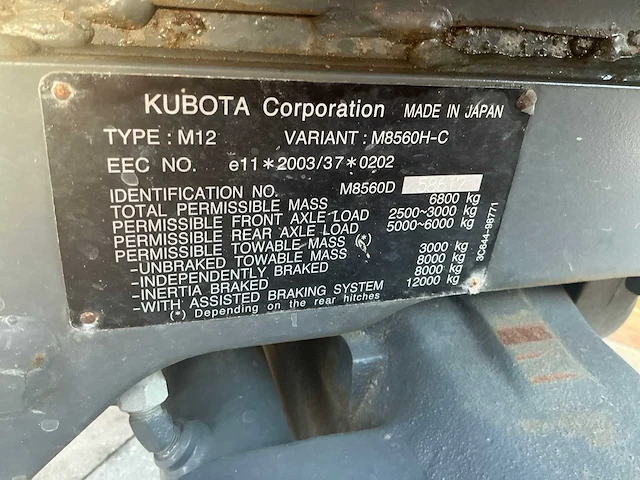 KUBOTA Corporation MADE IN JAPAN
TYPE : M12 VARIANT : M8560H-C
EEC NO. e11*2003/37*0202
IDENTIFICATION NO. M8560D
TOTAL PERMISSIBLE MASS 6800 kg
PERMISSIBLE FRONT AXLE LOAD 2500~3000 kg
PERMISSIBLE REAR AXLE LOAD 5000~6000 kg
PERMISSIBLE TOWABLE MASS (*)
-UNBRAKED TOWABLE MASS 3000 kg
-INDEPENDENTLY BRAKED 8000 kg
-INERTIA BRAKED 8000 kg
-WITH ASSISTED BRAKING SYSTEM 12000 kg
(*) Depending on the rear hitches
3C644-98771